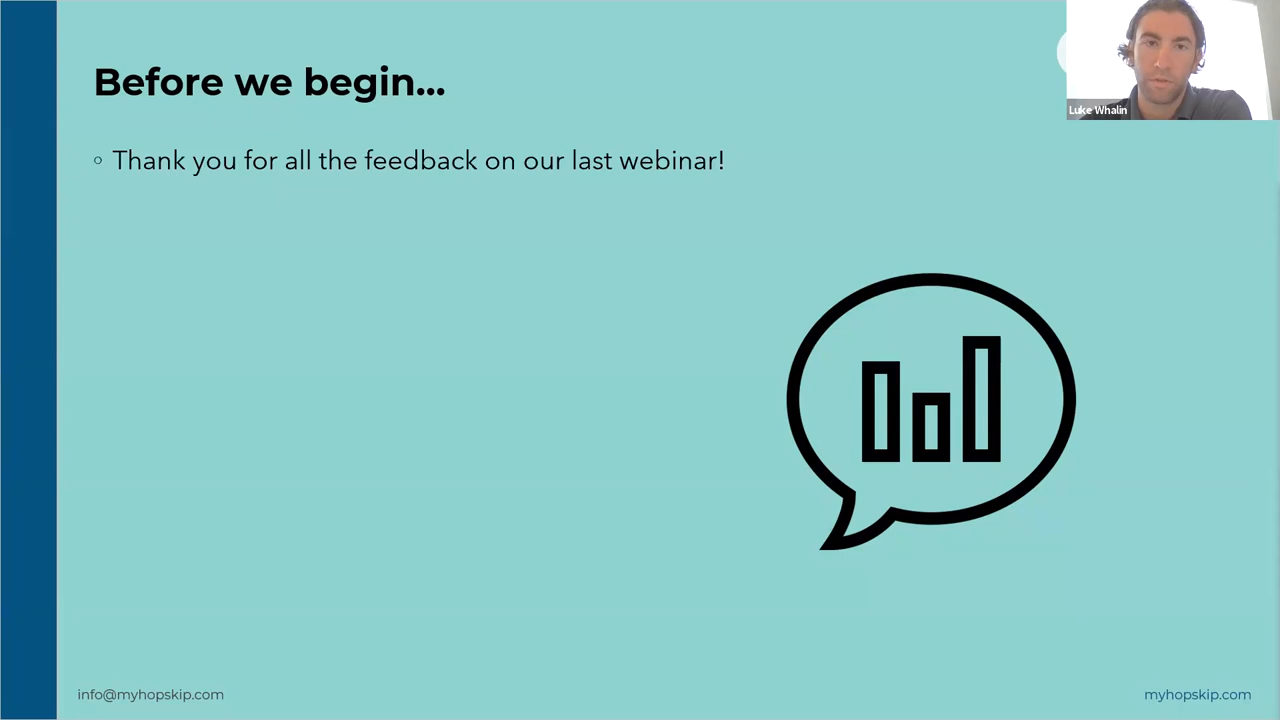 Before we begin...
Thank you for all the feedback on our last webinar!
Luke Whalin
info@myhopskip.com
myhopskip.com